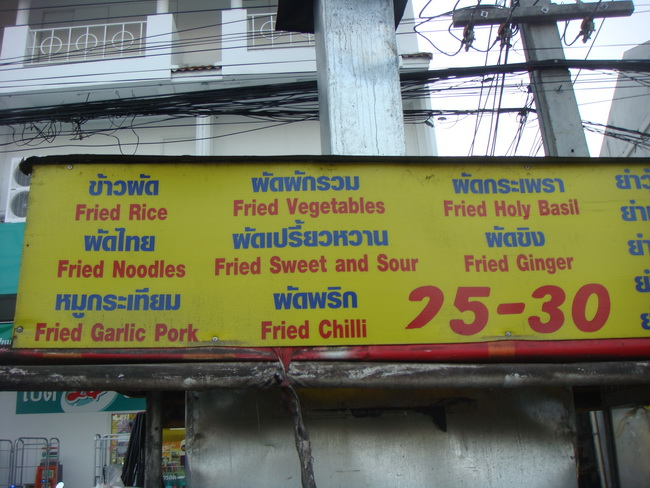 ข้าวผัด
Fried Rice
ผัดไทย
Fried Noodles
หมูกระเทียม
Fried Garlic Pork
ผัดผักรวม
Fried Vegetables
ผัดเปรี้ยวหวาน
Fried Sweet and Sour
ผัดพริก
Fried Chilli
ผัดกระเพรา
Fried Holy Basil
ผัดขิง
Fried Ginger
25-30